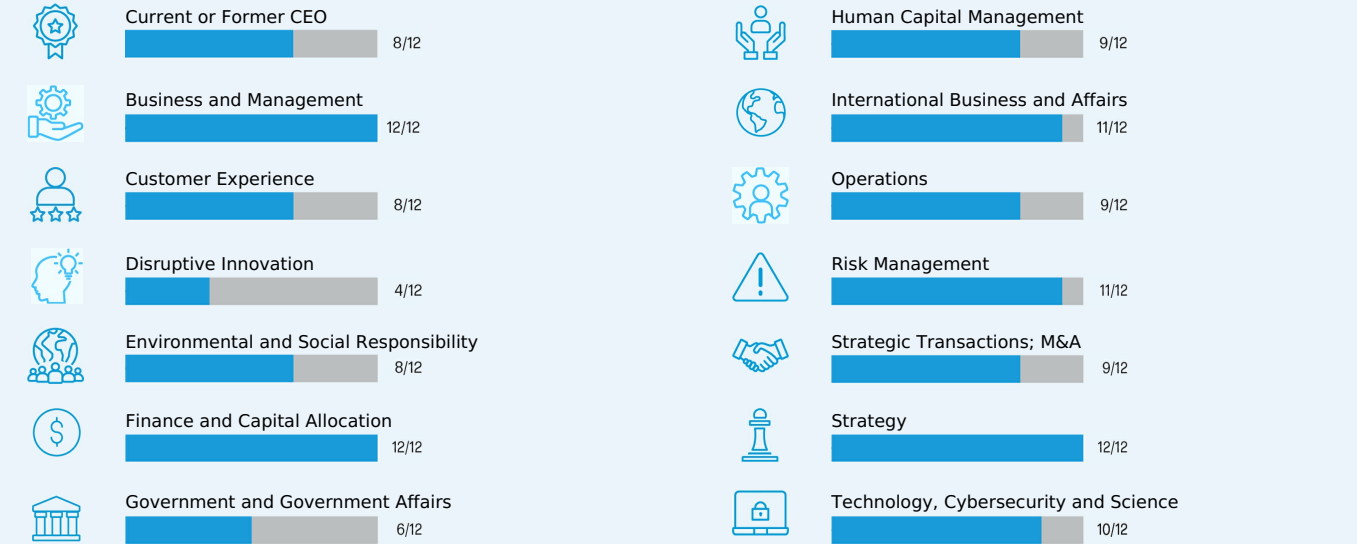 Current or Former CEO
8/12
Business and Management
12/12
Customer Experience
8/12
Disruptive Innovation
4/12
Environmental and Social Responsibility
8/12
Finance and Capital Allocation
12/12
Government and Government Affairs
6/12
Human Capital Management
9/12
International Business and Affairs
11/12
Operations
9/12
Risk Management
11/12
Strategic Transactions; M&A
9/12
Strategy
12/12
Technology, Cybersecurity and Science
10/12